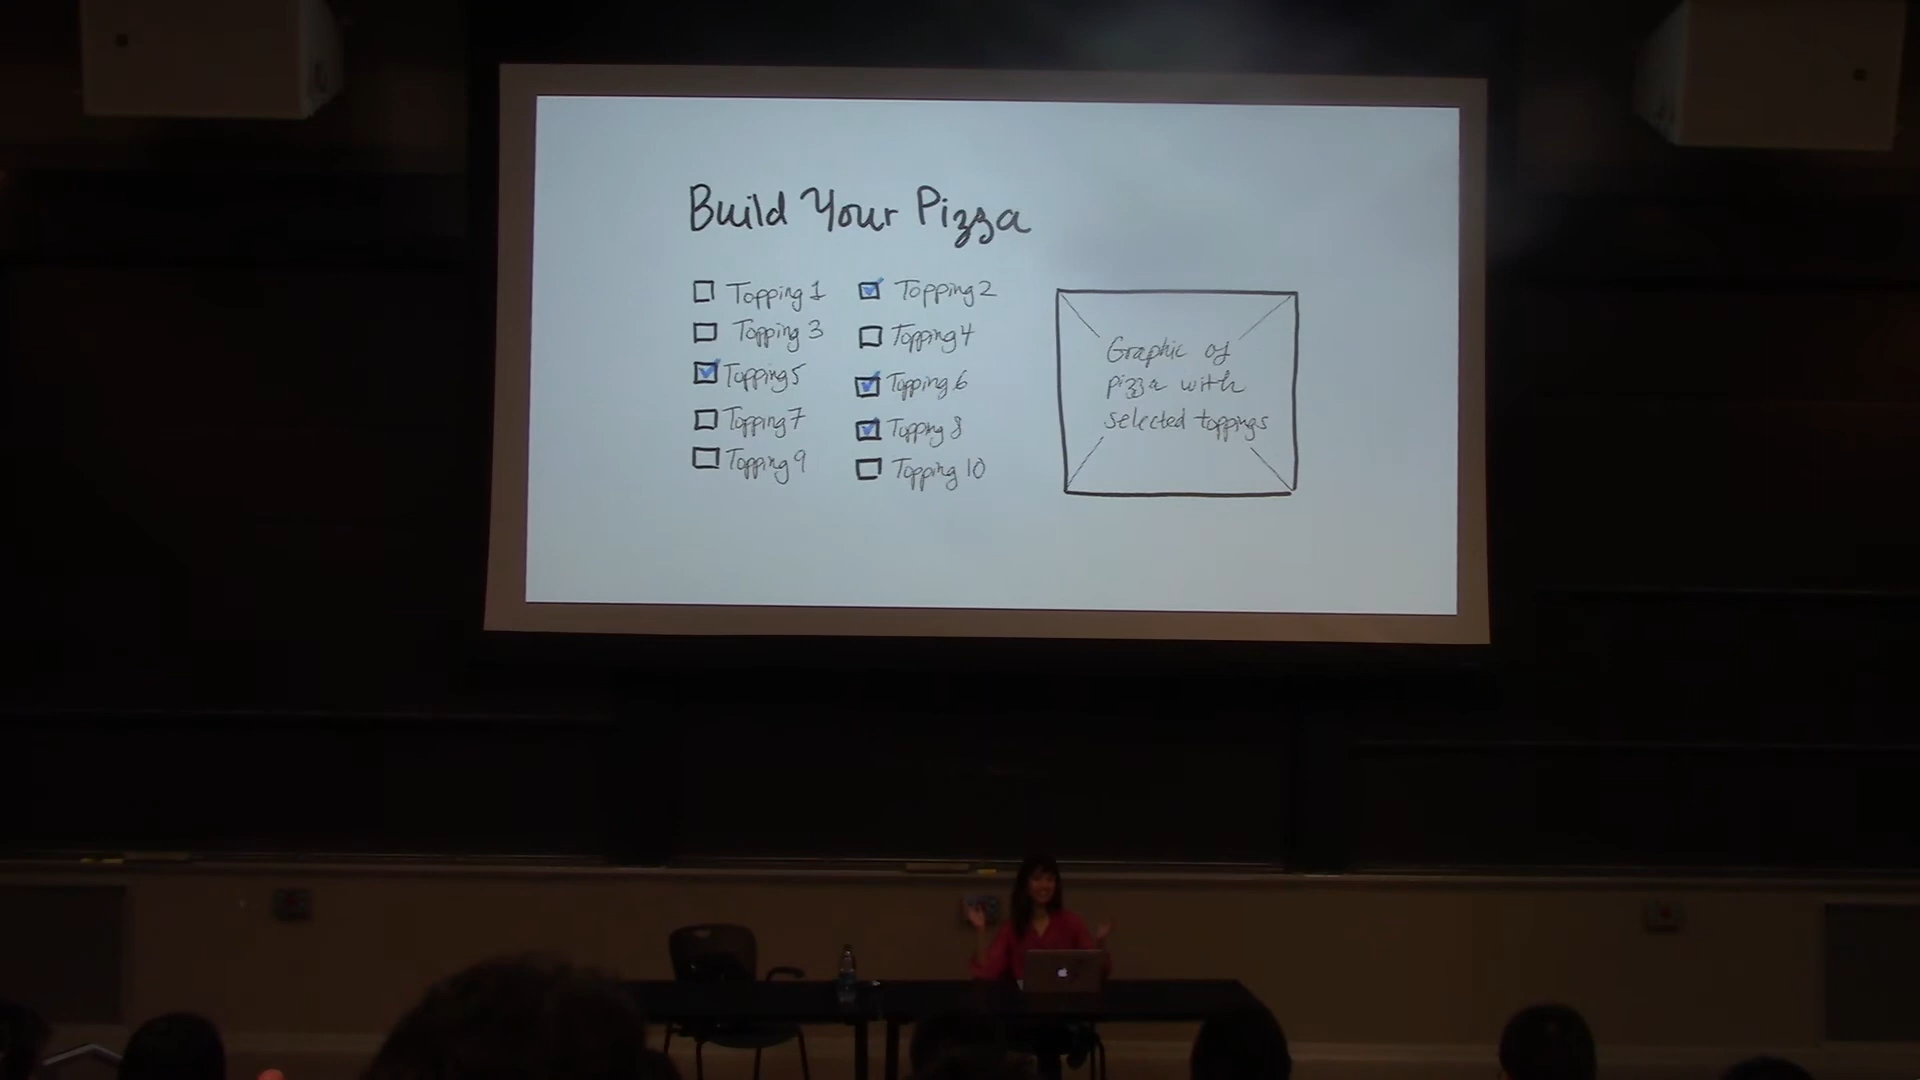 Build Your Pizza
Topping 1 Topping 2
Topping 3 Topping 4
Topping 5 Topping 6
Topping 7 Topping 8
Topping 9 Topping 10
Graphic of
pizza with
selected toppings